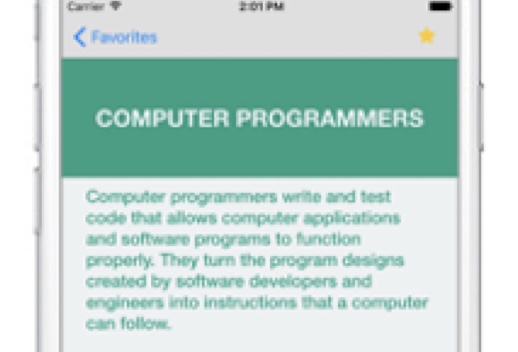 Carrier 2:01 PM
Favorites
COMPUTER PROGRAMMERS
Computer programmers write and test
code that allows computer applications
and software programs to function
properly. They turn the program designs
created by software developers and
engineers into instructions that a computer
can follow.